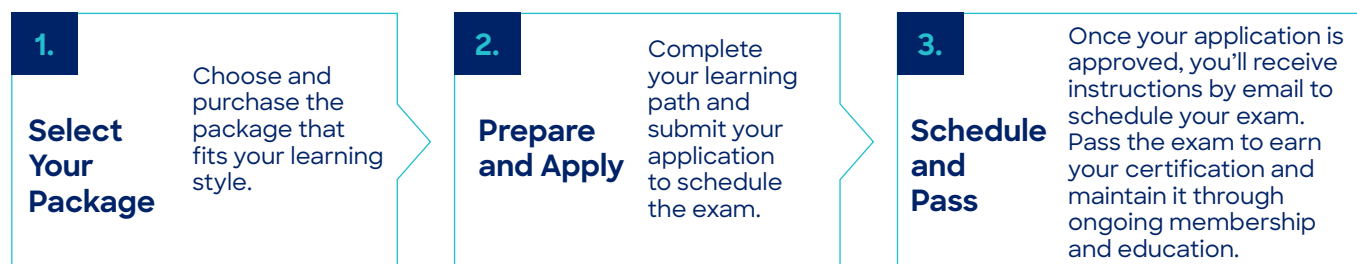 1.
Select
Your
Package
Choose and
purchase the
package that
fits your learning
style.
2.
Prepare
and Apply
Complete
your learning
path and
submit your
application
to schedule
the exam.
3.
Schedule
and
Pass
Once your application is
approved, you’ll receive
instructions by email to
schedule your exam.
Pass the exam to earn
your certification and
maintain it through
ongoing membership
and education.